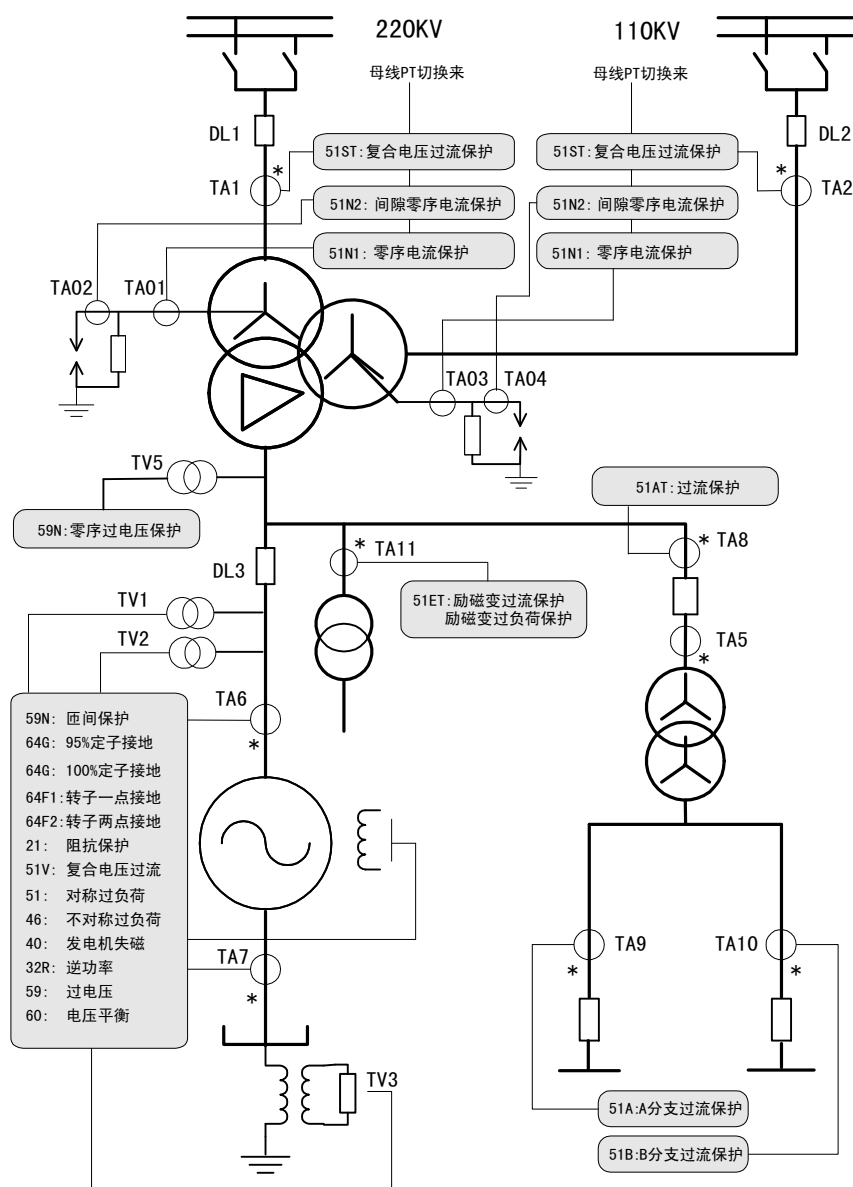 220KV
110KV
母线PT切换来
母线PT切换来
DL1
DL2
51ST:复合电压过流保护
51ST:复合电压过流保护
*
*
TA1
TA2
51N2: 间隙零序电流保护
51N2: 间隙零序电流保护
51N1: 零序电流保护
51N1: 零序电流保护
TA02
TA01
TA03
TA04
TV5
51AT:过流保护
59N:零序过电压保护
*
TA11
*
TA8
DL3
51ET:励磁变过流保护
励磁变过负荷保护
TV1
TV2
TA5
*
TA6
*
59N: 匝间保护
64G: 95%定子接地
64G: 100%定子接地
64F1:转子一点接地
64F2:转子两点接地
21: 阻抗保护
51V: 复合电压过流
51: 对称过负荷
46: 不对称过负荷
40: 发电机失磁
32R: 逆功率
59: 过电压
60: 电压平衡
TA7
*
TA9
*
TA10
*
TV3
51A:A分支过流保护
51B:B分支过流保护